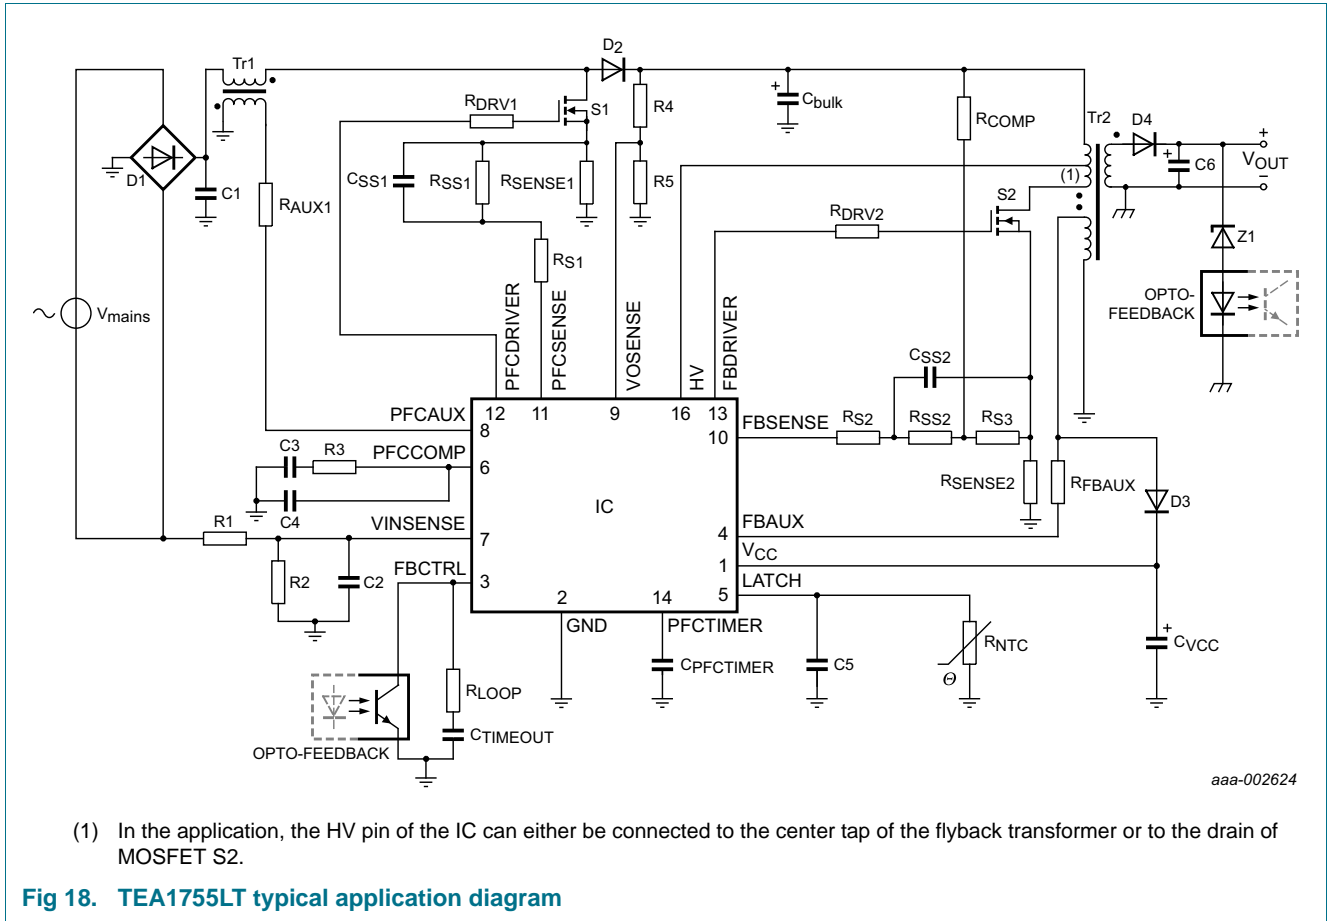 D2
Tr1
RDRV1
S1
R4
Cbulk
RCOMP
Tr2
D4
+
VOUT
−
C6
+
+
D1
C1
RAUX1
CSS1
RSS1
RSENSE1
R5
(1)
S2
RDRV2
Z1
RS1
OPTO-
FEEDBACK
Vmains
PFCDRIVER
PFCSENSE
VOSENSE
HV
FBDRIVER
CSS2
PFCAUX
12
11
9
16
13
8
10
FBSENSE
RS2
RSS2
RS3
C3
R3
PFCCOMP
6
C4
RSENSE2
RFBAUX
D3
IC
R1
VINSENSE
7
FBAUX
4
VCC
1
R2
C2
FBCTRL
3
LATCH
5
2
14
GND
PFCTIMER
+
CVCC
RNTC
Θ
CPFCTIMER
C5
RLOOP
CTIMEOUT
OPTO-FEEDBACK
aaa-002624
(1) In the application, the HV pin of the IC can either be connected to the center tap of the flyback transformer or to the drain of
MOSFET S2.
Fig 18. TEA1755LT typical application diagram